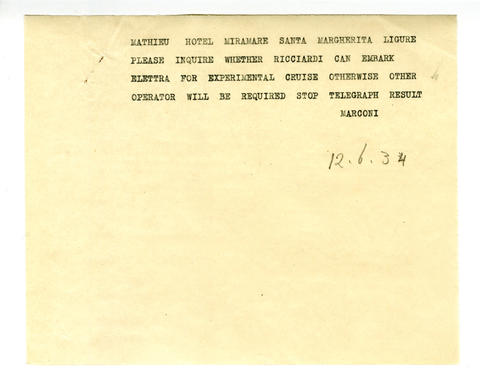 MATHIEU HOTEL MIRAMARE SANTA MARGHERITA LIGURE
PLEASE INQUIRE WHETHER RICCIARDI CAN EMBARK
ELETTRA FOR EXPERIMENTAL CRUISE OTHERWISE OTHER
OPERATOR WILL BE REQUIRED STOP TELEGRAPH RESULT
MARCONI
12.6.34